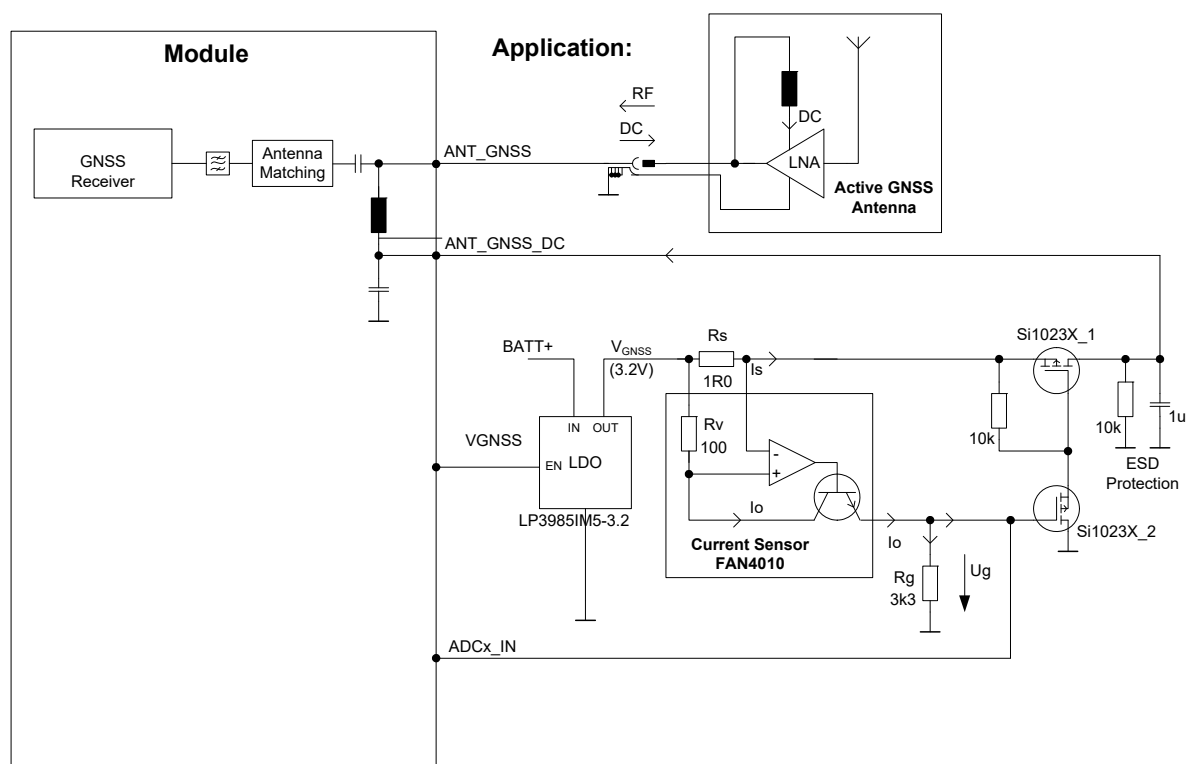 Module
Application:
GNSS
Receiver
Antenna
Matching
ANT_GNSS
RF
DC
DC
LNA
Active GNSS
Antenna
ANT_GNSS_DC
BATT+
VGNSS
(3.2V)
Rs
1R0
Is
Si1023X_1
10k
10k
1u
ESD
Protection
Rv
100
-
+
IN OUT
EN LDO
VGNSS
LP3985IM5-3.2
Io
Io
Current Sensor
FAN4010
Rg
3k3
Ug
Si1023X_2
ADCx_IN